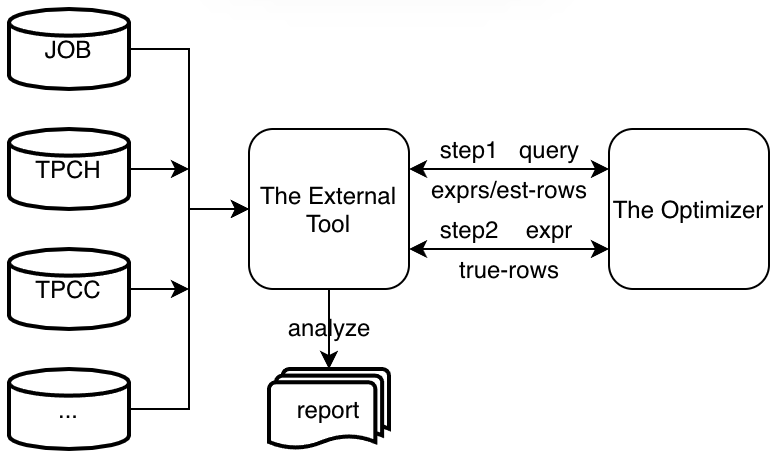 JOB
TPCH
TPCC
...
The External
Tool
step1 query
exprs/est-rows
step2 expr
true-rows
The Optimizer
analyze
report